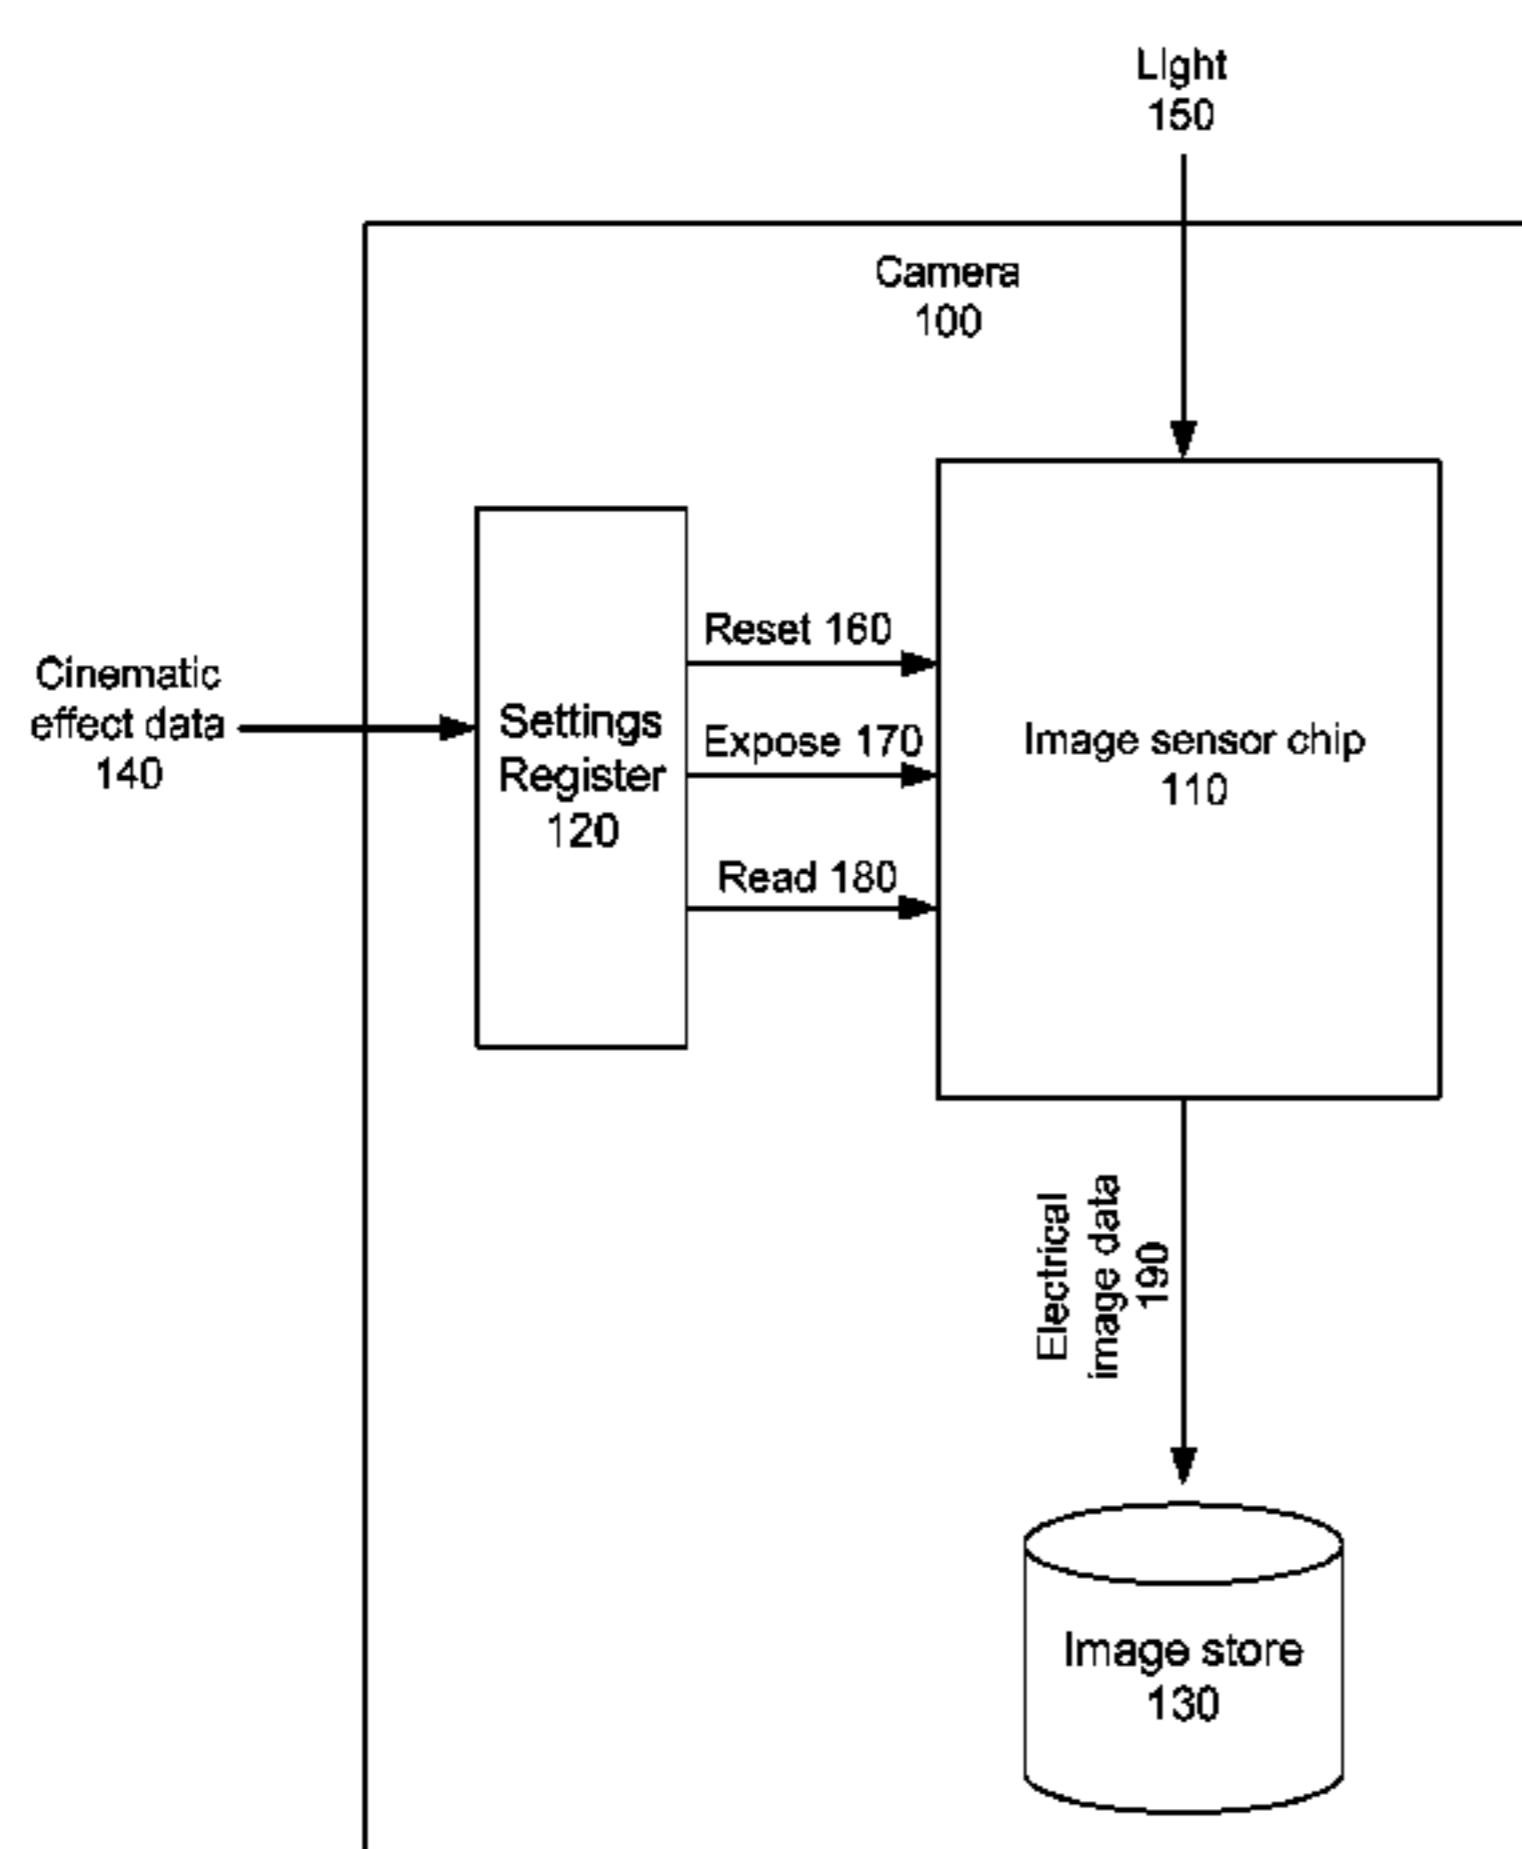 Light
150
Camera
100
Reset 160
Cinematic
effect data
140
Settings
Register
120
Expose 170
Image sensor chip
110
Read 180
Electrical
image data
190
Image store
130